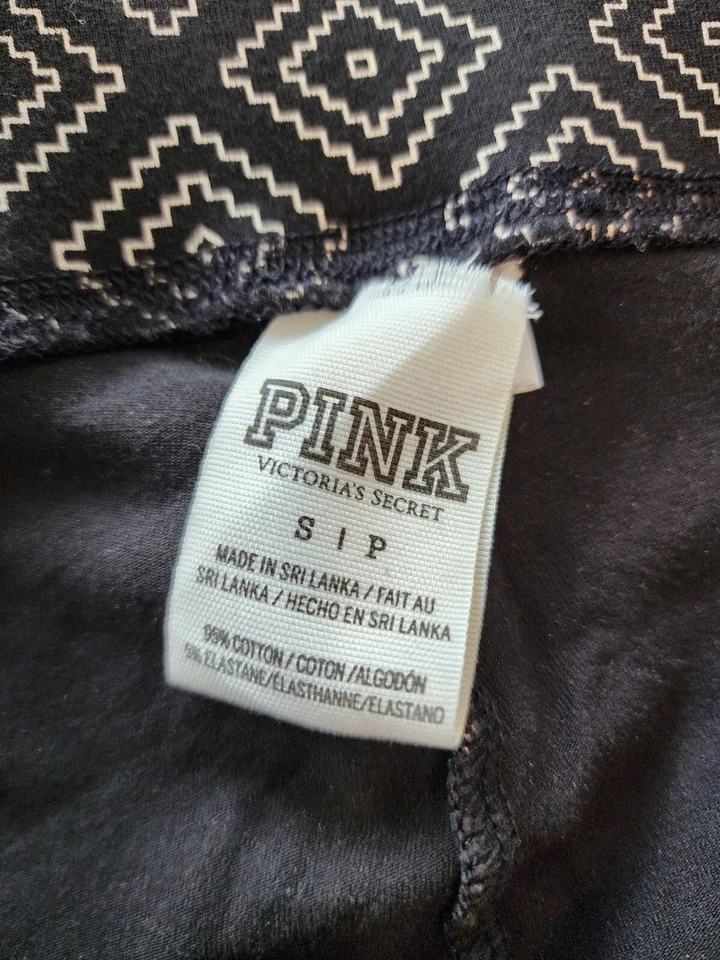 PINK
VICTORIA'S SECRET
S | P
MADE IN SRI LANKA / FAIT AU
SRI LANKA / HECHO EN SRI LANKA
95% COTTON / COTON /ALGODÓN
5% ELASTANE/ÉLASTHANNE/ELASTANO